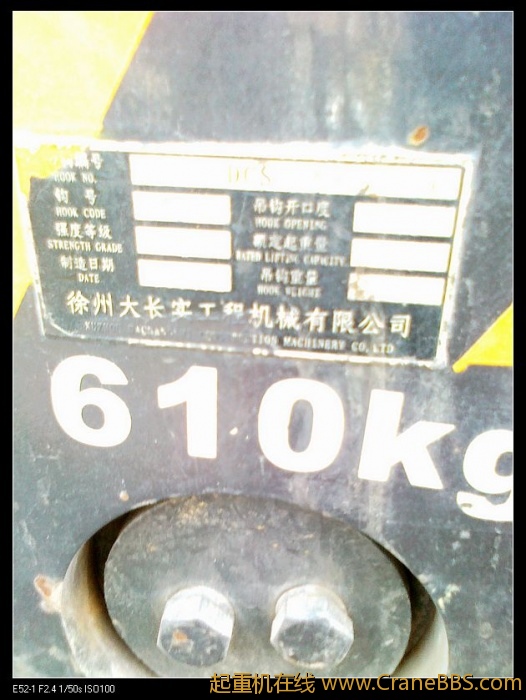 编号
HOOK NO.
钩 号
HOOK CODE
强度等级
STRENGTH GRADE
制造日期
DATE
吊钩开口度
HOOK OPENING
额定起重量
RATED LIFTING CAPACITY
吊钩重量
HOOK WEIGHT
徐州大长实工程机械有限公司
MACHINERY CO.,LTD
610kg
E52-1 F2.4 1/50s ISO100
起重机在线 www.CraneBBS.com